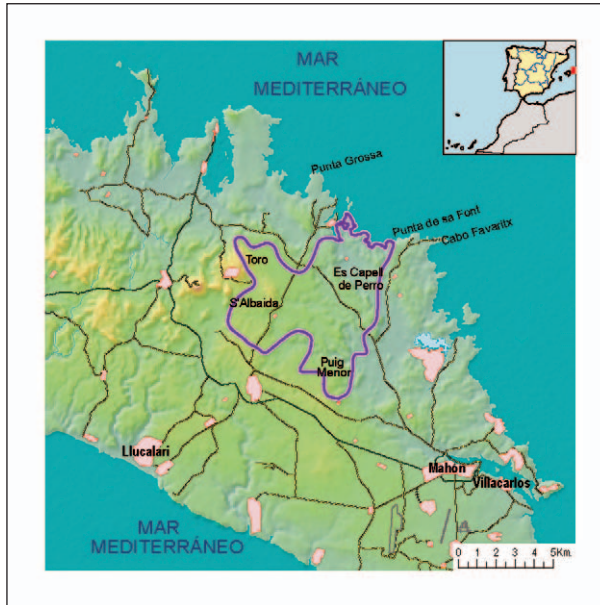 MAR
MEDITERRÁNEO
Punta Grossa
Punta de sa Font
Cabo Favaritx
Toro
Es Capell
de Perro
S'Albaida
Puig
Menor
Llucalari
Mahón
Villacarlos
MAR
MEDITERRÁNEO
0 1 2 3 4 5Km.